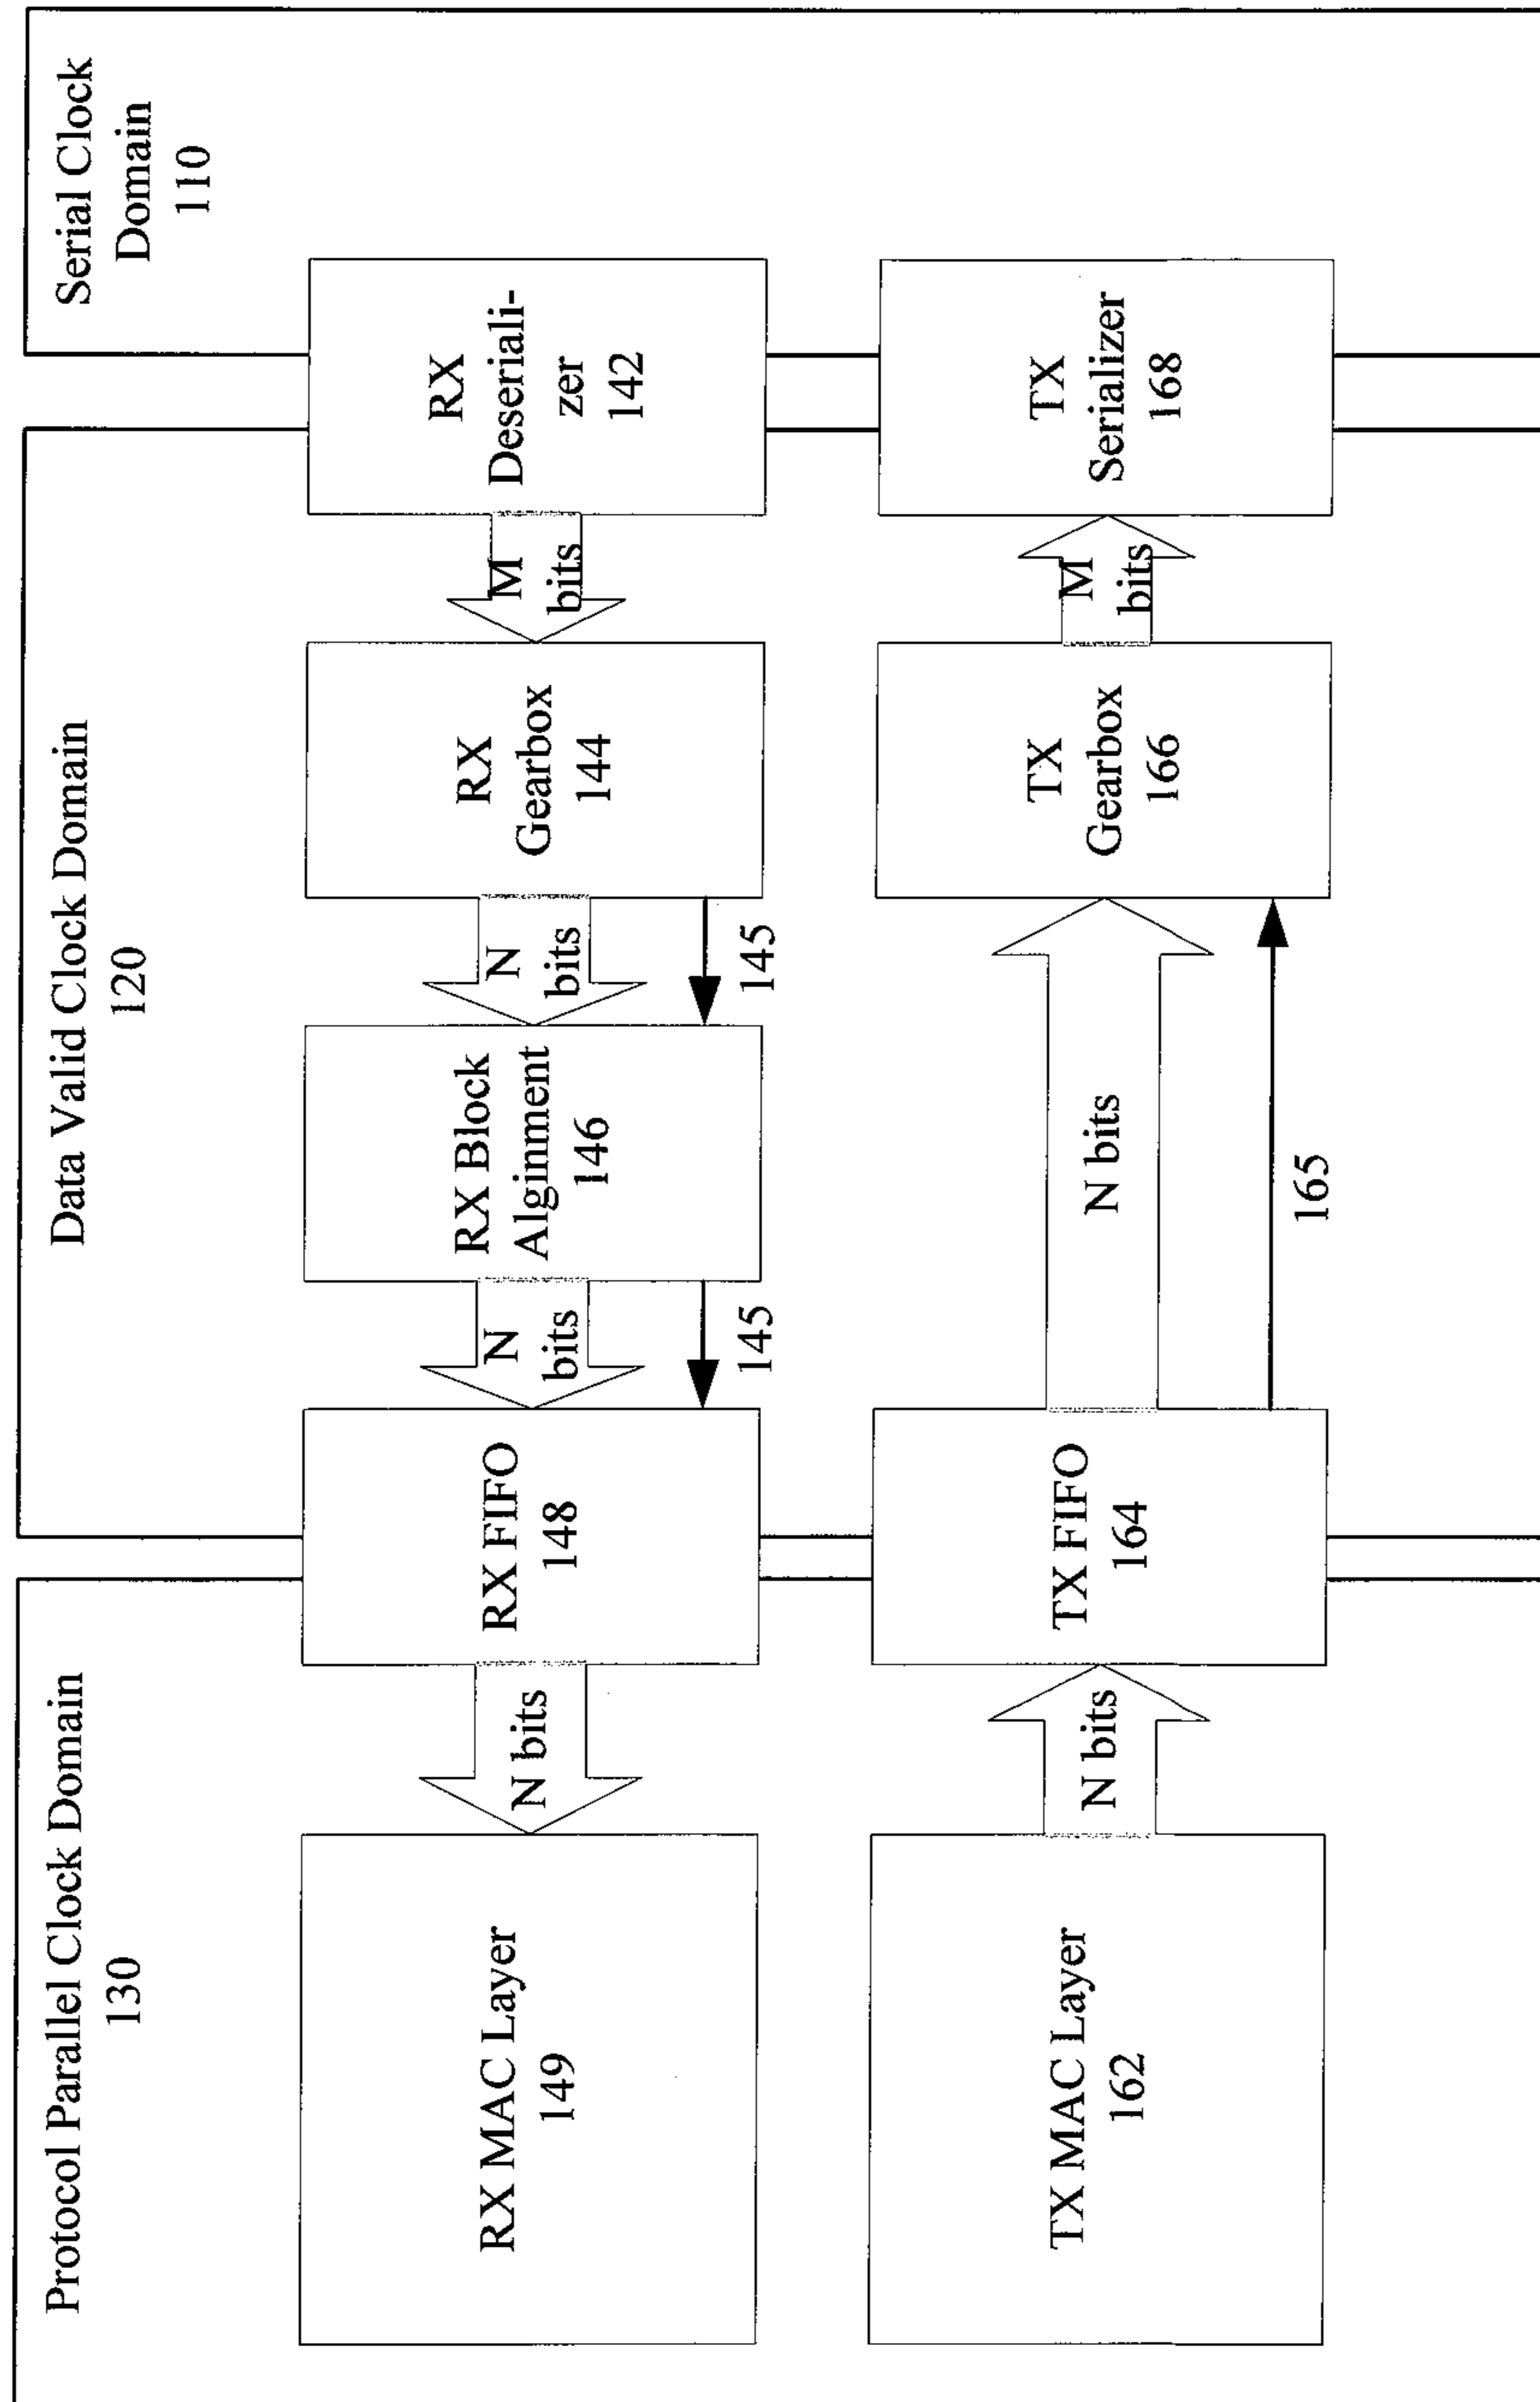 Protocol Parallel Clock Domain
130
Data Valid Clock Domain
120
Serial Clock
Domain
110
RX MAC Layer
149
N bits
RX FIFO
148
N
bits
145
RX Block
Alginment
146
N
bits
145
RX
Gearbox
144
M
bits
RX
Deseriali-
zer
142
TX MAC Layer
162
N bits
TX FIFO
164
N bits
165
TX
Gearbox
166
M
bits
TX
Serializer
168